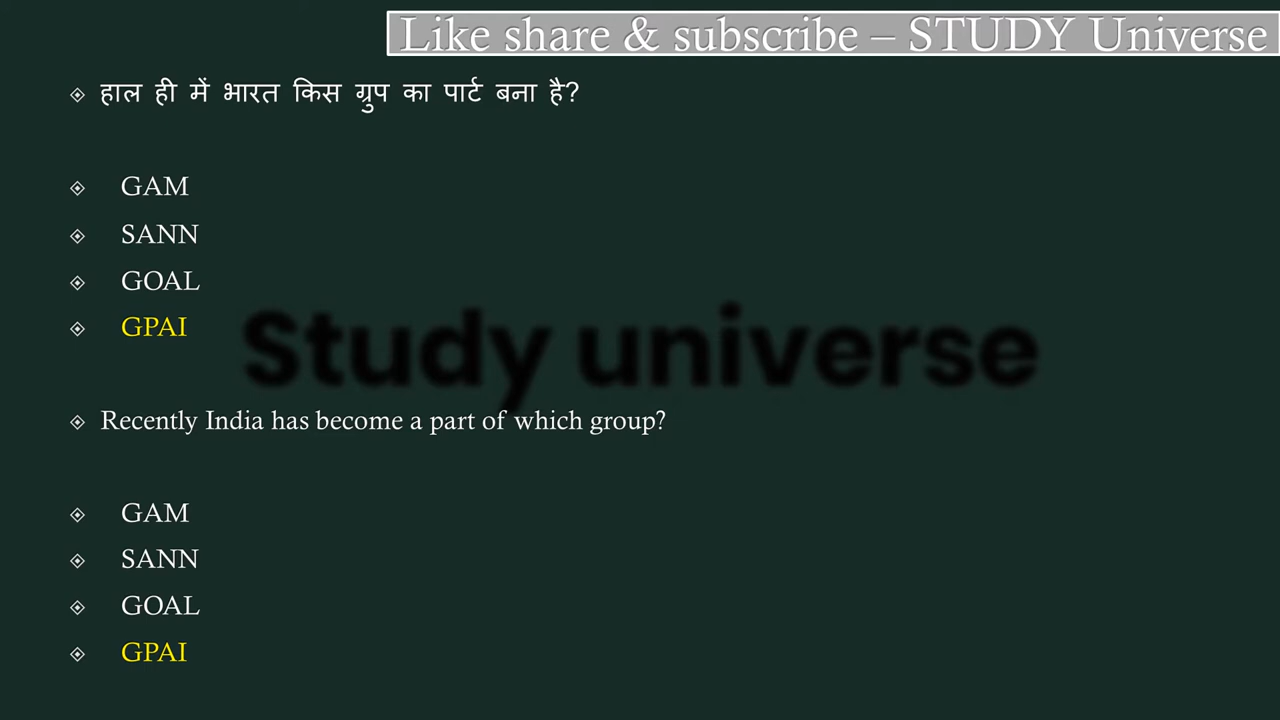 Like share & subscribe – STUDY Universe
हाल ही में भारत किस ग्रुप का पार्ट बना है?
GAM
SANN
GOAL
GPAI
Study universe
Recently India has become a part of which group?
GAM
SANN
GOAL
GPAI